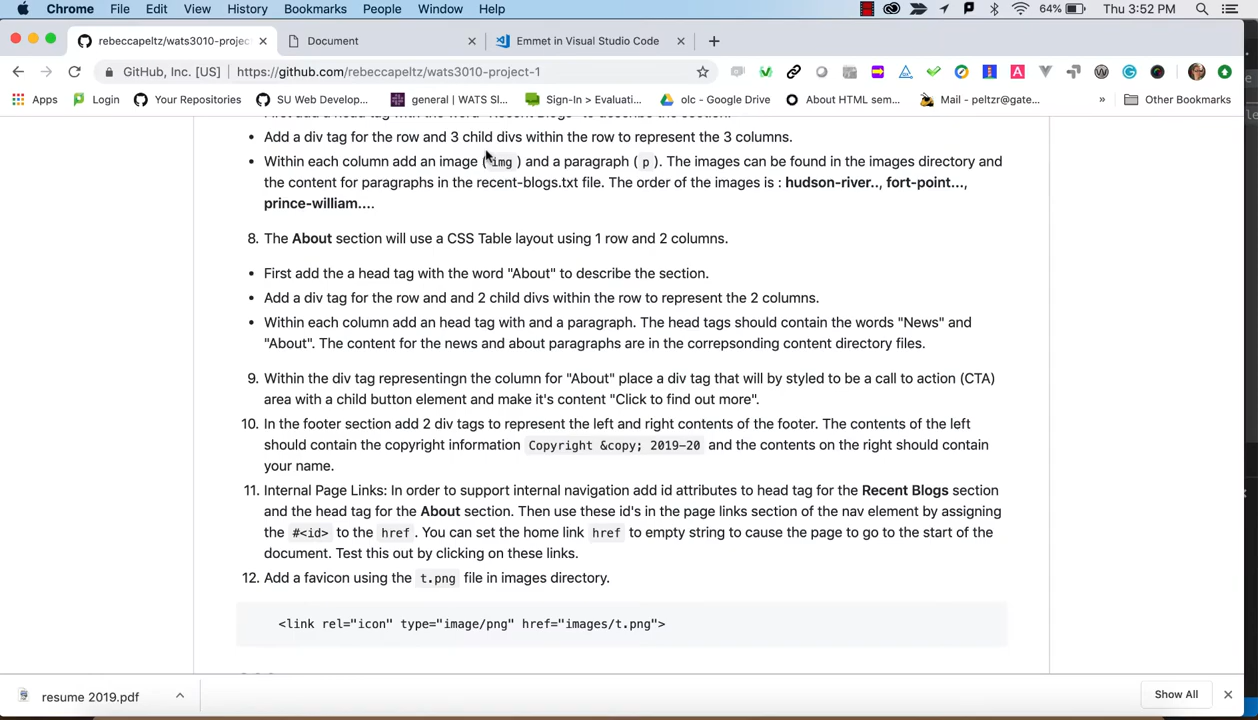 Chrome File Edit View History Bookmarks People Window Help 64% Thu 3:52 PM
rebeccapeltz/wats3010-projec Document Emmet in Visual Studio Code
GitHub, Inc. [US] https://github.com/rebeccapeltz/wats3010-project-1
Apps Login Your Repositories SU Web Develop... general | WATS Sl... Sign-In > Evaluati... olc - Google Drive About HTML sem... Mail - peltzr@gate... » Other Bookmarks
First add a head tag with the word "Recent Blogs" to describe the section.
• Add a div tag for the row and 3 child divs within the row to represent the 3 columns.
• Within each column add an image ( img ) and a paragraph ( p ). The images can be found in the images directory and
the content for paragraphs in the recent-blogs.txt file. The order of the images is : hudson-river.., fort-point...,
prince-william....
8. The About section will use a CSS Table layout using 1 row and 2 columns.
• First add the a head tag with the word "About" to describe the section.
• Add a div tag for the row and and 2 child divs within the row to represent the 2 columns.
• Within each column add an head tag with and a paragraph. The head tags should contain the words "News" and
"About". The content for the news and about paragraphs are in the correpsonding content directory files.
9. Within the div tag representingn the column for "About" place a div tag that will by styled to be a call to action (CTA)
area with a child button element and make it's content "Click to find out more".
10. In the footer section add 2 div tags to represent the left and right contents of the footer. The contents of the left
should contain the copyright information Copyright &copy; 2019-20 and the contents on the right should contain
your name.
11. Internal Page Links: In order to support internal navigation add id attributes to head tag for the Recent Blogs section
and the head tag for the About section. Then use these id's in the page links section of the nav element by assigning
the #<id> to the href . You can set the home link href to empty string to cause the page to go to the start of the
document. Test this out by clicking on these links.
12. Add a favicon using the t.png file in images directory.
<link rel="icon" type="image/png" href="images/t.png">
resume 2019.pdf Show All